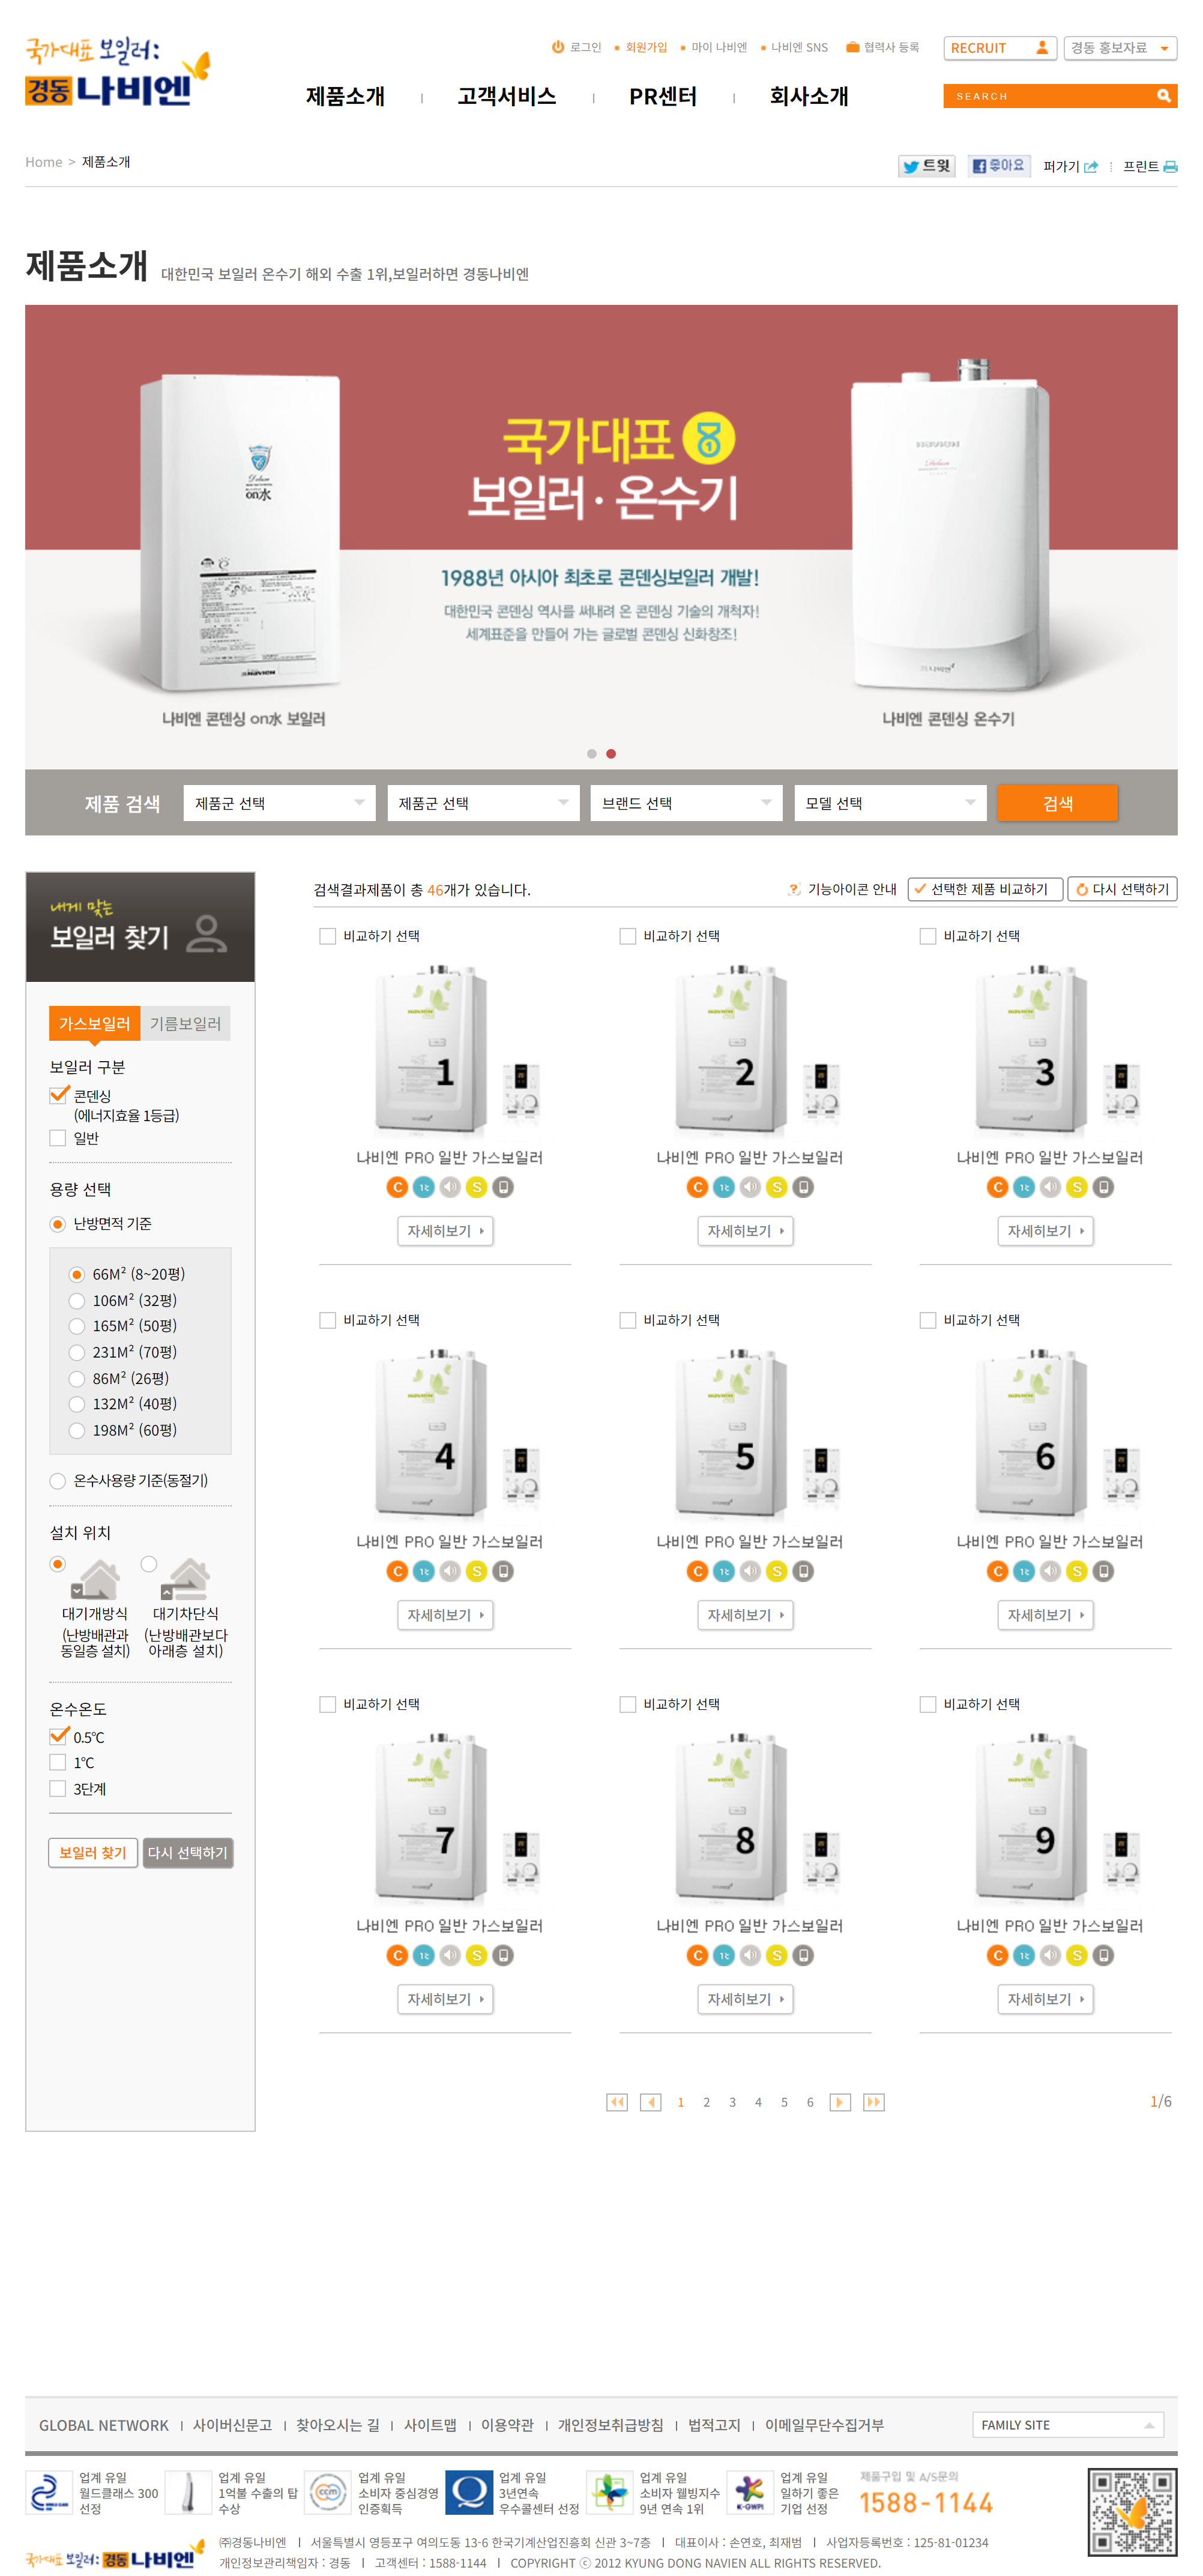 국가대표 보일러:
경동 나비엔
로그인 회원가입 마이 나비엔 나비엔 SNS 협력사 등록 RECRUIT 경동 홍보자료
제품소개 고객서비스 PR센터 회사소개 SEARCH
Home > 제품소개
트윗 좋아요 퍼가기 프린트
제품소개 대한민국 보일러 온수기 해외 수출 1위,보일러하면 경동나비엔
국가대표
보일러·온수기
Deluxe
on水
NAVIEN
1988년 아시아 최초로 콘덴싱보일러 개발!
대한민국 콘덴싱 역사를 써내려 온 콘덴싱 기술의 개척자!
세계표준을 만들어 가는 글로벌 콘덴싱 신화창조!
나비엔 콘덴싱 on水 보일러
나비엔 콘덴싱 온수기
제품 검색 제품군 선택 제품군 선택 브랜드 선택 모델 선택 검색
내게 맞는
보일러 찾기
가스보일러 기름보일러
보일러 구분
콘덴싱
(에너지효율 1등급)
일반
용량 선택
난방면적 기준
66M² (8~20평)
106M² (32평)
165M² (50평)
231M² (70평)
86M² (26평)
132M² (40평)
198M² (60평)
온수사용량 기준(동절기)
설치 위치
대기개방식 대기차단식
(난방배관과 (난방배관보다
동일층 설치) 아래층 설치)
온수온도
0.5℃
1℃
3단계
보일러 찾기 다시 선택하기
검색결과제품이 총 46개가 있습니다. 기능아이콘 안내 선택한 제품 비교하기 다시 선택하기
비교하기 선택 비교하기 선택 비교하기 선택
1 2 3
나비엔 PRO 일반 가스보일러 나비엔 PRO 일반 가스보일러 나비엔 PRO 일반 가스보일러
C 1℃ S C 1℃ S C 1℃ S
자세히보기 자세히보기 자세히보기
비교하기 선택 비교하기 선택 비교하기 선택
4 5 6
나비엔 PRO 일반 가스보일러 나비엔 PRO 일반 가스보일러 나비엔 PRO 일반 가스보일러
C 1℃ S C 1℃ S C 1℃ S
자세히보기 자세히보기 자세히보기
비교하기 선택 비교하기 선택 비교하기 선택
7 8 9
나비엔 PRO 일반 가스보일러 나비엔 PRO 일반 가스보일러 나비엔 PRO 일반 가스보일러
C 1℃ S C 1℃ S C 1℃ S
자세히보기 자세히보기 자세히보기
1 2 3 4 5 6 1/6
GLOBAL NETWORK 사이버신문고 찾아오시는 길 사이트맵 이용약관 개인정보취급방침 법적고지 이메일무단수집거부 FAMILY SITE
업계 유일 업계 유일 업계 유일 업계 유일 업계 유일 업계 유일 제품구입 및 A/S문의
월드클래스 300 1억불 수출의 탑 소비자 중심경영 3년연속 소비자 웰빙지수 일하기 좋은 1588-1144
선정 수상 인증획득 우수콜센터 선정 9년 연속 1위 기업 선정
ccm K-GWPI
㈜경동나비엔 서울특별시 영등포구 여의도동 13-6 한국기계산업진흥회 신관 3~7층 대표이사 : 손연호, 최재범 사업자등록번호 : 125-81-01234
국가대표 보일러: 경동 나비엔
개인정보관리책임자 : 경동 고객센터 : 1588-1144 COPYRIGHT ⓒ 2012 KYUNG DONG NAVIEN ALL RIGHTS RESERVED.